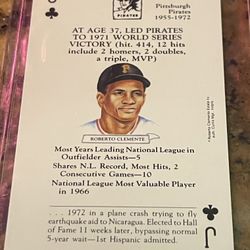 PIRATES
Pittsburgh
Pirates
1955-1972
AT AGE 37, LED PIRATES
TO 1971 WORLD SERIES
VICTORY (hit. 414, 12 hits
include 2 homers, 2 doubles,
a triple, MVP)
ROBERTO CLEMENTE
Most Years Leading National League in
Outfielder Assists—5
Shares N.L. Record, Most Hits, 2
Consecutive Games—10
National League Most Valuable Player
in 1966
. . . 1972 in a plane crash trying to fly
earthquake aid to Nicaragua. Elected to Hall
of Fame 11 weeks later, bypassing normal
5-year wait—1st Hispanic admitted.